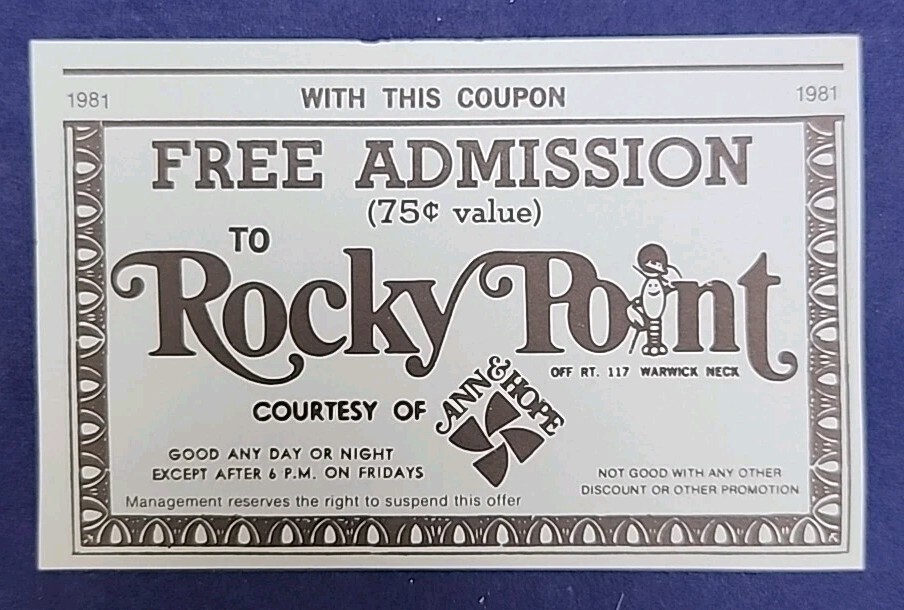 1981 WITH THIS COUPON 1981
FREE ADMISSION
(75¢ value)
TO
Rocky Point
OFF RT. 117 WARWICK NECK
COURTESY OF ANN & HOPE
GOOD ANY DAY OR NIGHT
EXCEPT AFTER 6 P.M. ON FRIDAYS
Management reserves the right to suspend this offer
NOT GOOD WITH ANY OTHER
DISCOUNT OR OTHER PROMOTION